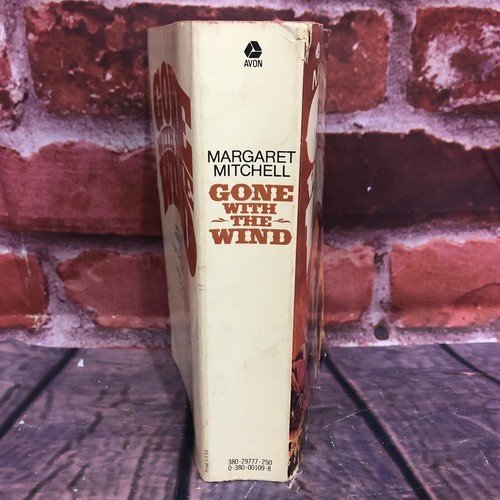 AVON
MARGARET
MITCHELL
GONE
WITH
THE
WIND
380-29777-250
0-380-00109-8